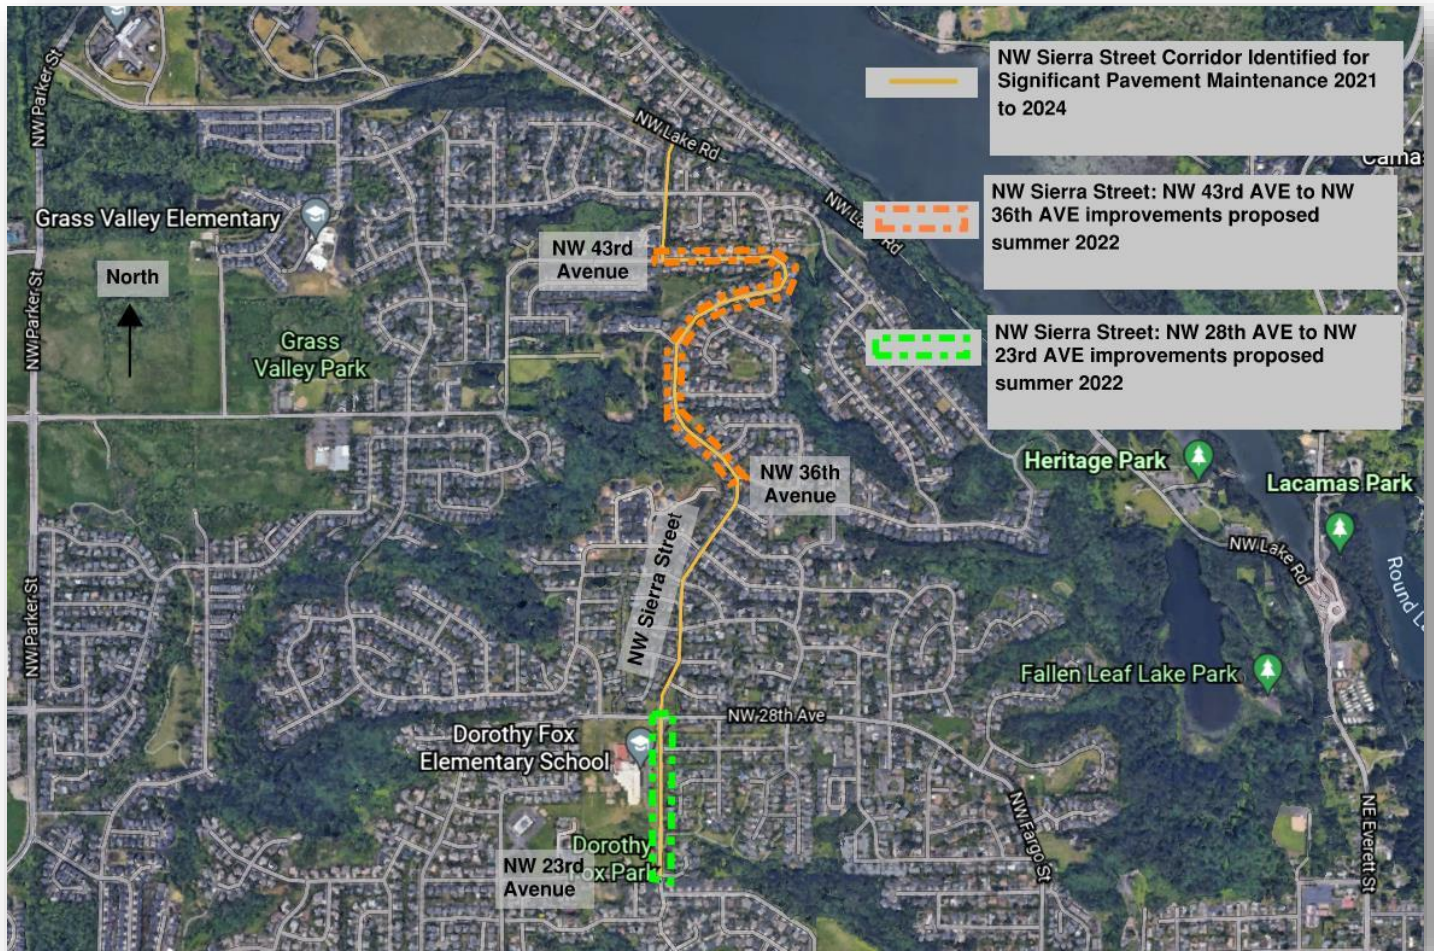 NW Sierra Street Corridor Identified for
Significant Pavement Maintenance 2021
to 2024
NW Parker St
NW Lake Rd
NW Sierra Street: NW 43rd AVE to NW
36th AVE improvements proposed
summer 2022
Grass Valley Elementary
NW 43rd
Avenue
North
NW Parker St
Grass
Valley Park
NW Sierra Street: NW 28th AVE to NW
23rd AVE improvements proposed
summer 2022
Heritage Park
Lacamas Park
NW 36th
Avenue
NW Sierra Street
NW Lake Rd
Round
NW Parker St
Fallen Leaf Lake Park
NW 28th Ave
Dorothy Fox
Elementary School
NW Fargo St
NE Everett St
Dorothy
Fox Park
NW 23rd
Avenue